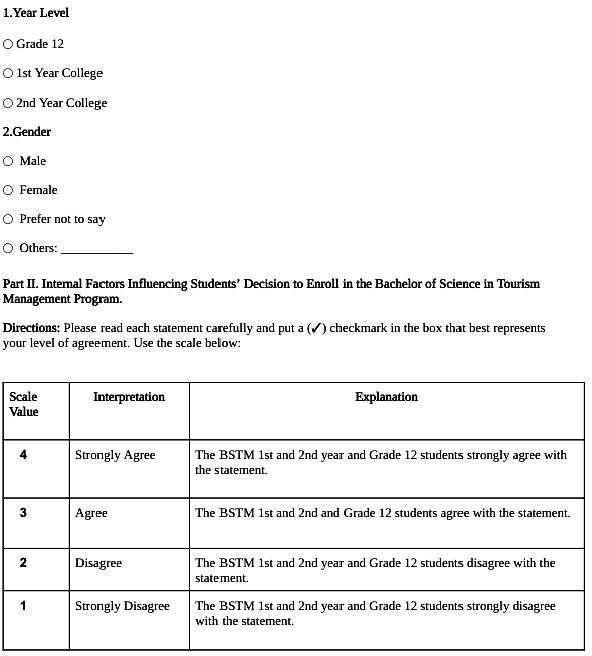 1.Year Level
○ Grade 12
○ 1st Year College
○ 2nd Year College
2.Gender
○ Male
○ Female
○ Prefer not to say
○ Others: ___________
Part II. Internal Factors Influencing Students' Decision to Enroll in the Bachelor of Science in Tourism
Management Program.
Directions: Please read each statement carefully and put a (✓) checkmark in the box that best represents
your level of agreement. Use the scale below:
Scale Value Interpretation Explanation
4 Strongly Agree The BSTM 1st and 2nd year and Grade 12 students strongly agree with
the statement.
3 Agree The BSTM 1st and 2nd and Grade 12 students agree with the statement.
2 Disagree The BSTM 1st and 2nd year and Grade 12 students disagree with the
statement.
1 Strongly Disagree The BSTM 1st and 2nd year and Grade 12 students strongly disagree
with the statement.